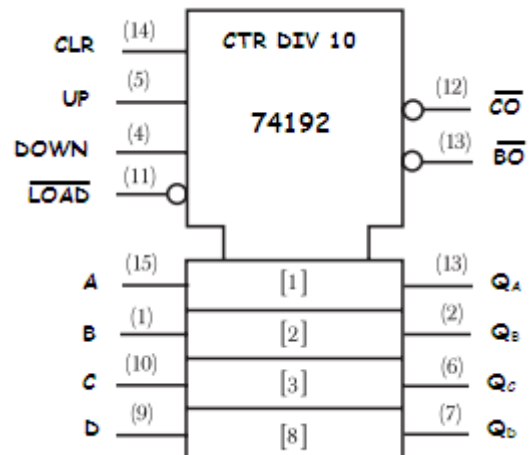 CTR DIV 10
74192
CLR (14)
UP (5)
DOWN (4)
LOAD (11)
(12) CO
(13) BO
A (15) [1] (13) QA
B (1) [2] (2) QB
C (10) [3] (6) QC
D (9) [8] (7) QD